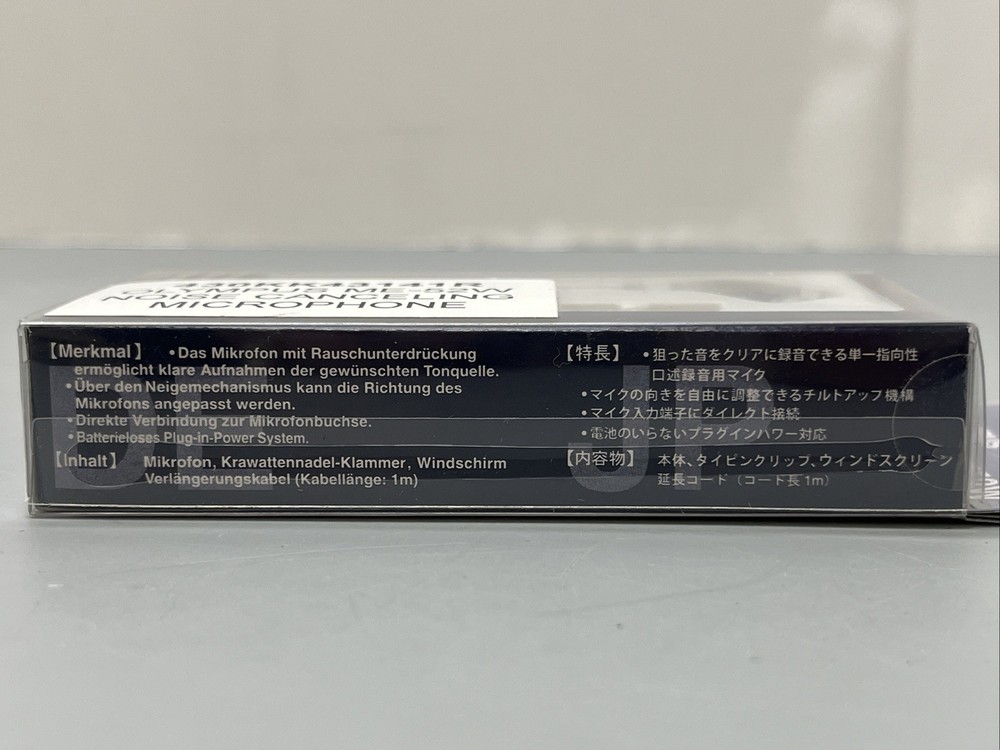 OLYMPUS ME-52W
NOISE CANCELING
MICROPHONE
【Merkmal】 •Das Mikrofon mit Rauschunterdrückung
ermöglicht klare Aufnahmen der gewünschten Tonquelle.
•Über den Neigemechanismus kann die Richtung des
Mikrofons angepasst werden.
•Direkte Verbindung zur Mikrofonbuchse.
•Batterieloses Plug-in-Power System.
【Inhalt】 Mikrofon, Krawattennadel-Klammer, Windschirm
Verlängerungskabel (Kabellänge: 1m)
DE
【特長】 •狙った音をクリアに録音できる単一指向性
口述録音用マイク
•マイクの向きを自由に調整できるチルトアップ機構
•マイク入力端子にダイレクト接続
•電池のいらないプラグインパワー対応
【内容物】 本体、タイピンクリップ、ウィンドスクリーン
延長コード（コード長1m）
JP